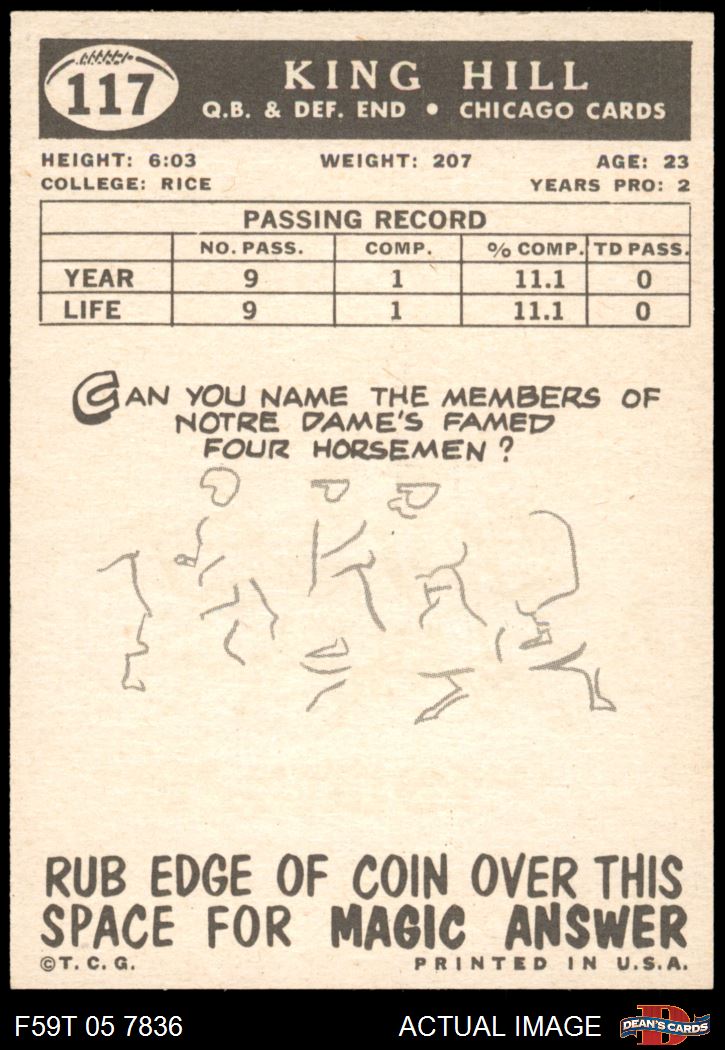 117
KING HILL
Q.B. & DEF. END • CHICAGO CARDS
HEIGHT: 6:03 WEIGHT: 207 AGE: 23
COLLEGE: RICE YEARS PRO: 2
PASSING RECORD
NO. PASS. COMP. % COMP. TD PASS.
YEAR 9 1 11.1 0
LIFE 9 1 11.1 0
CAN YOU NAME THE MEMBERS OF
NOTRE DAME'S FAMED
FOUR HORSEMEN?
RUB EDGE OF COIN OVER THIS
SPACE FOR MAGIC ANSWER
©T.C.G. PRINTED IN U.S.A.
F59T 05 7836 ACTUAL IMAGE D DEAN'S CARDS